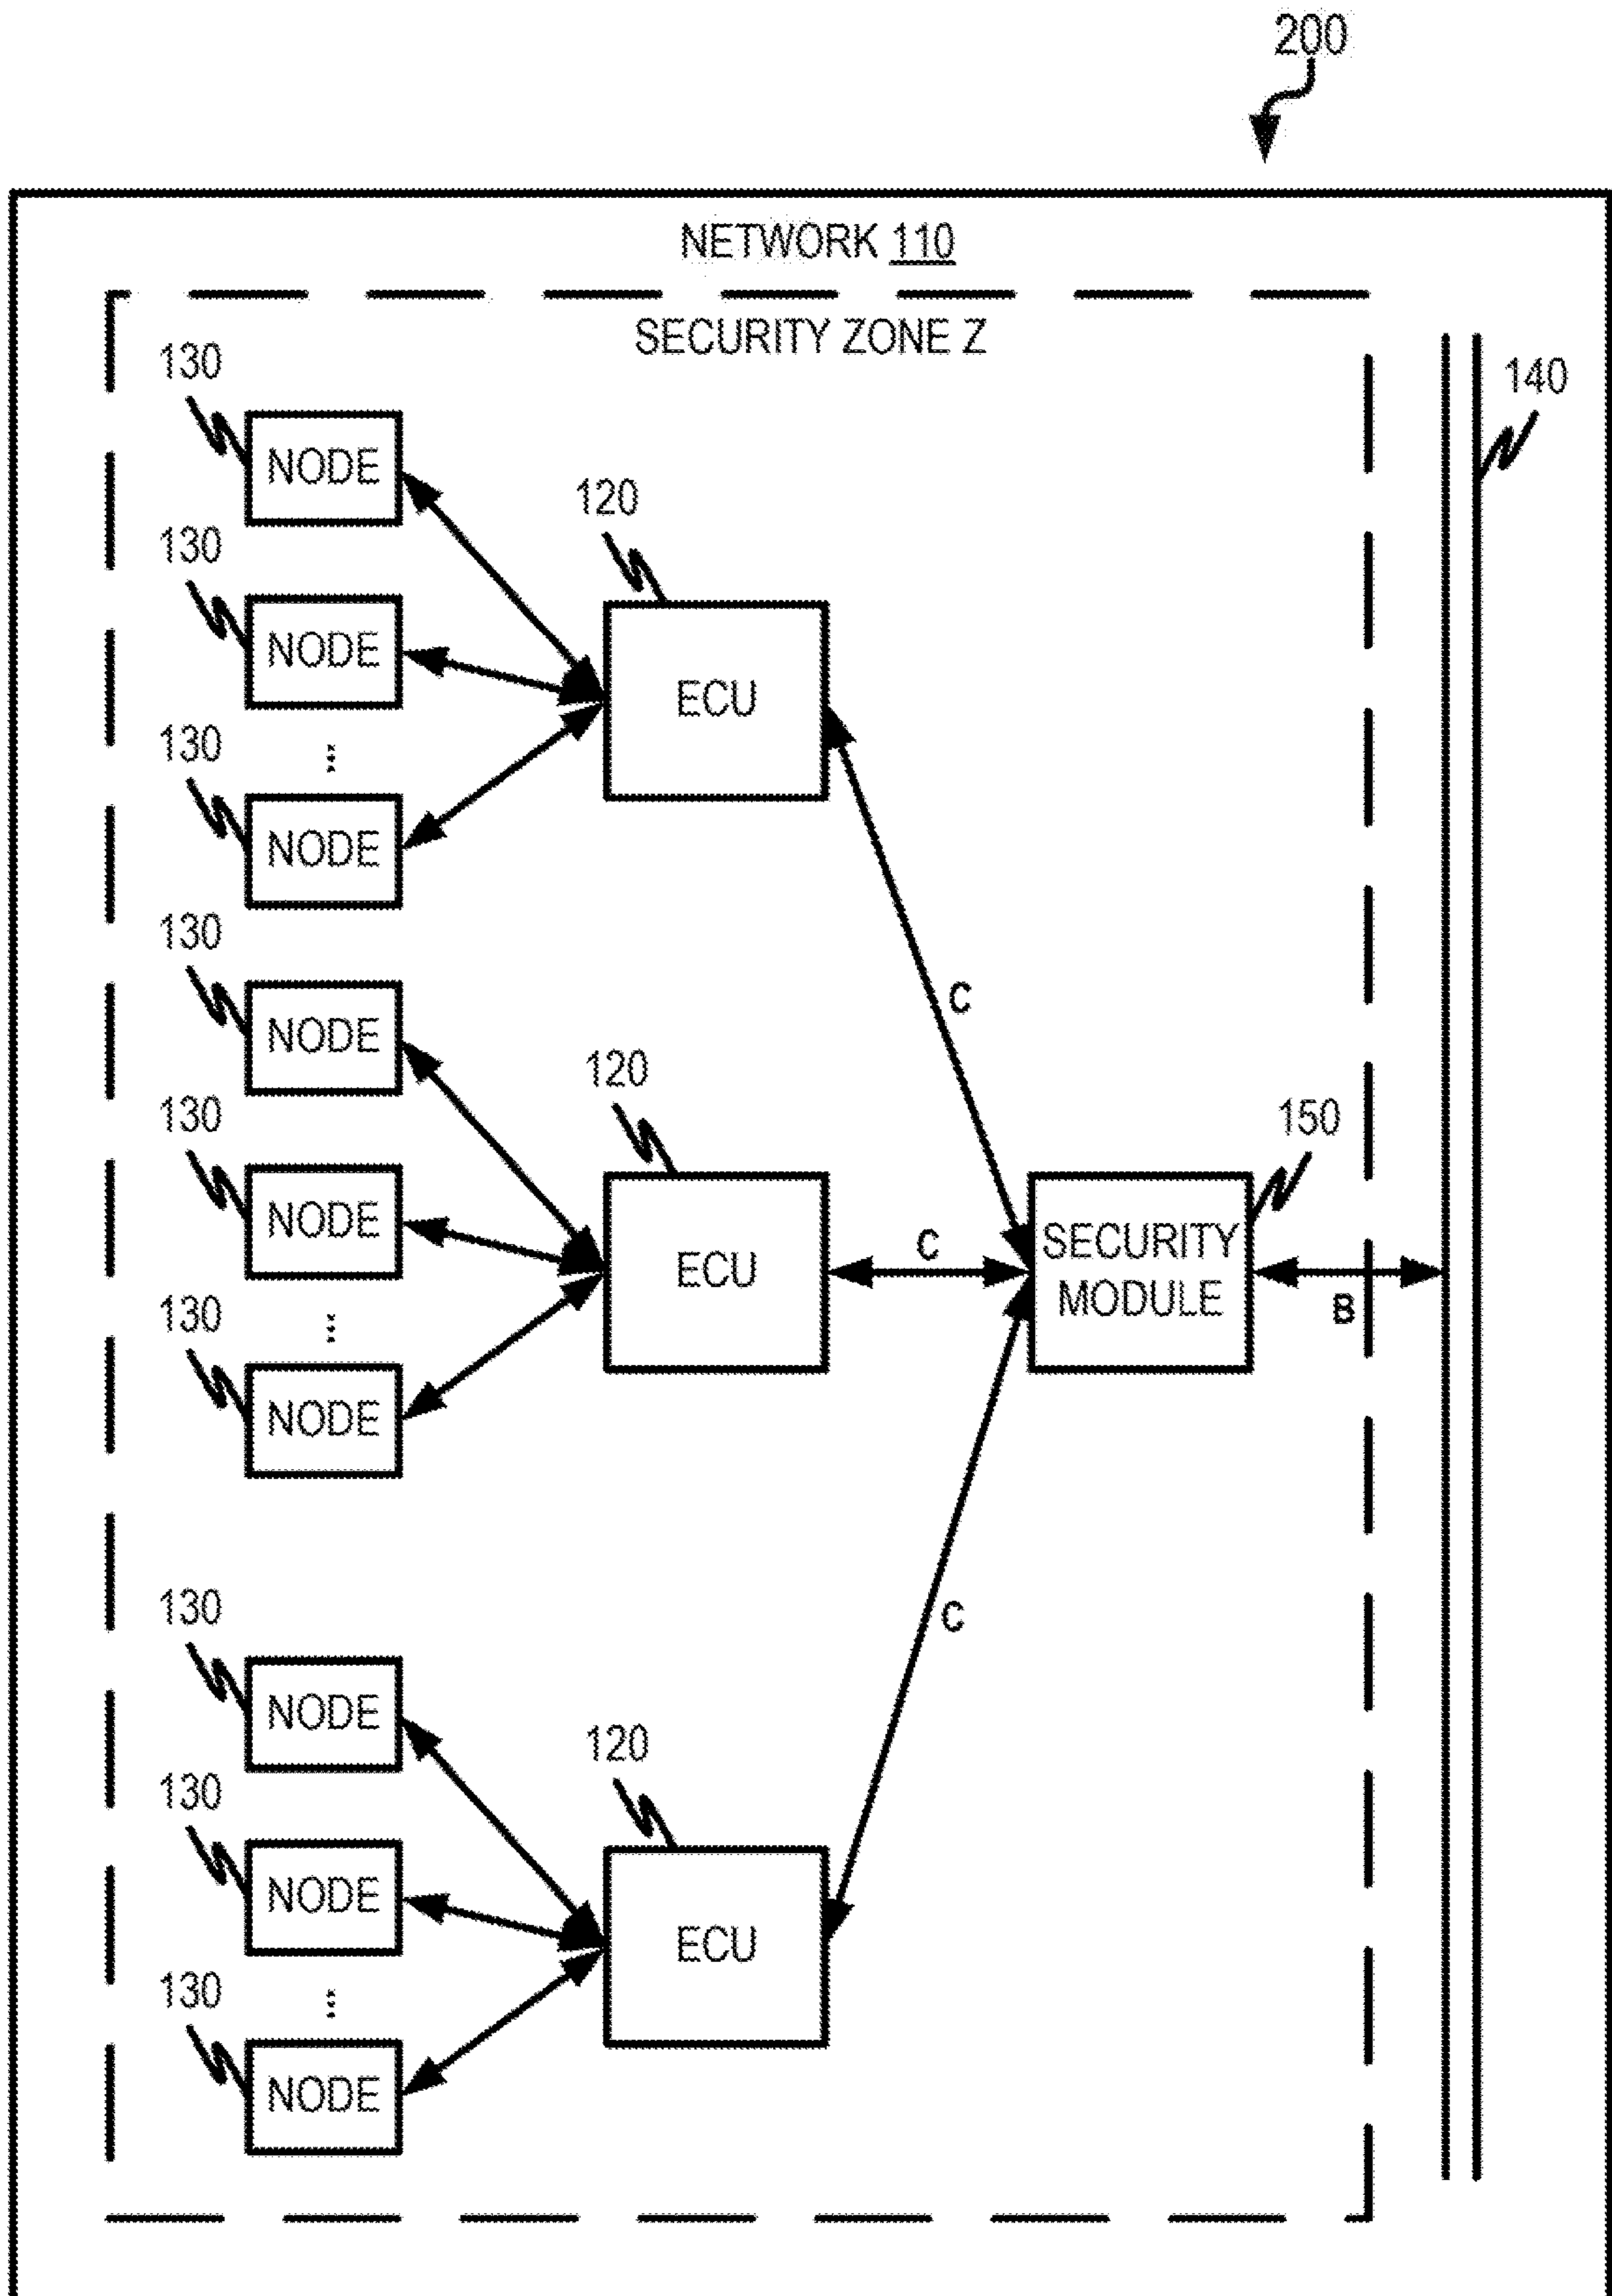 200
NETWORK 110
SECURITY ZONE Z
130
NODE
130
NODE
130
...
NODE
120
ECU
140
130
NODE
130
NODE
130
...
NODE
120
ECU
C
C
C
150
SECURITY
MODULE
B
130
NODE
130
NODE
130
...
NODE
120
ECU